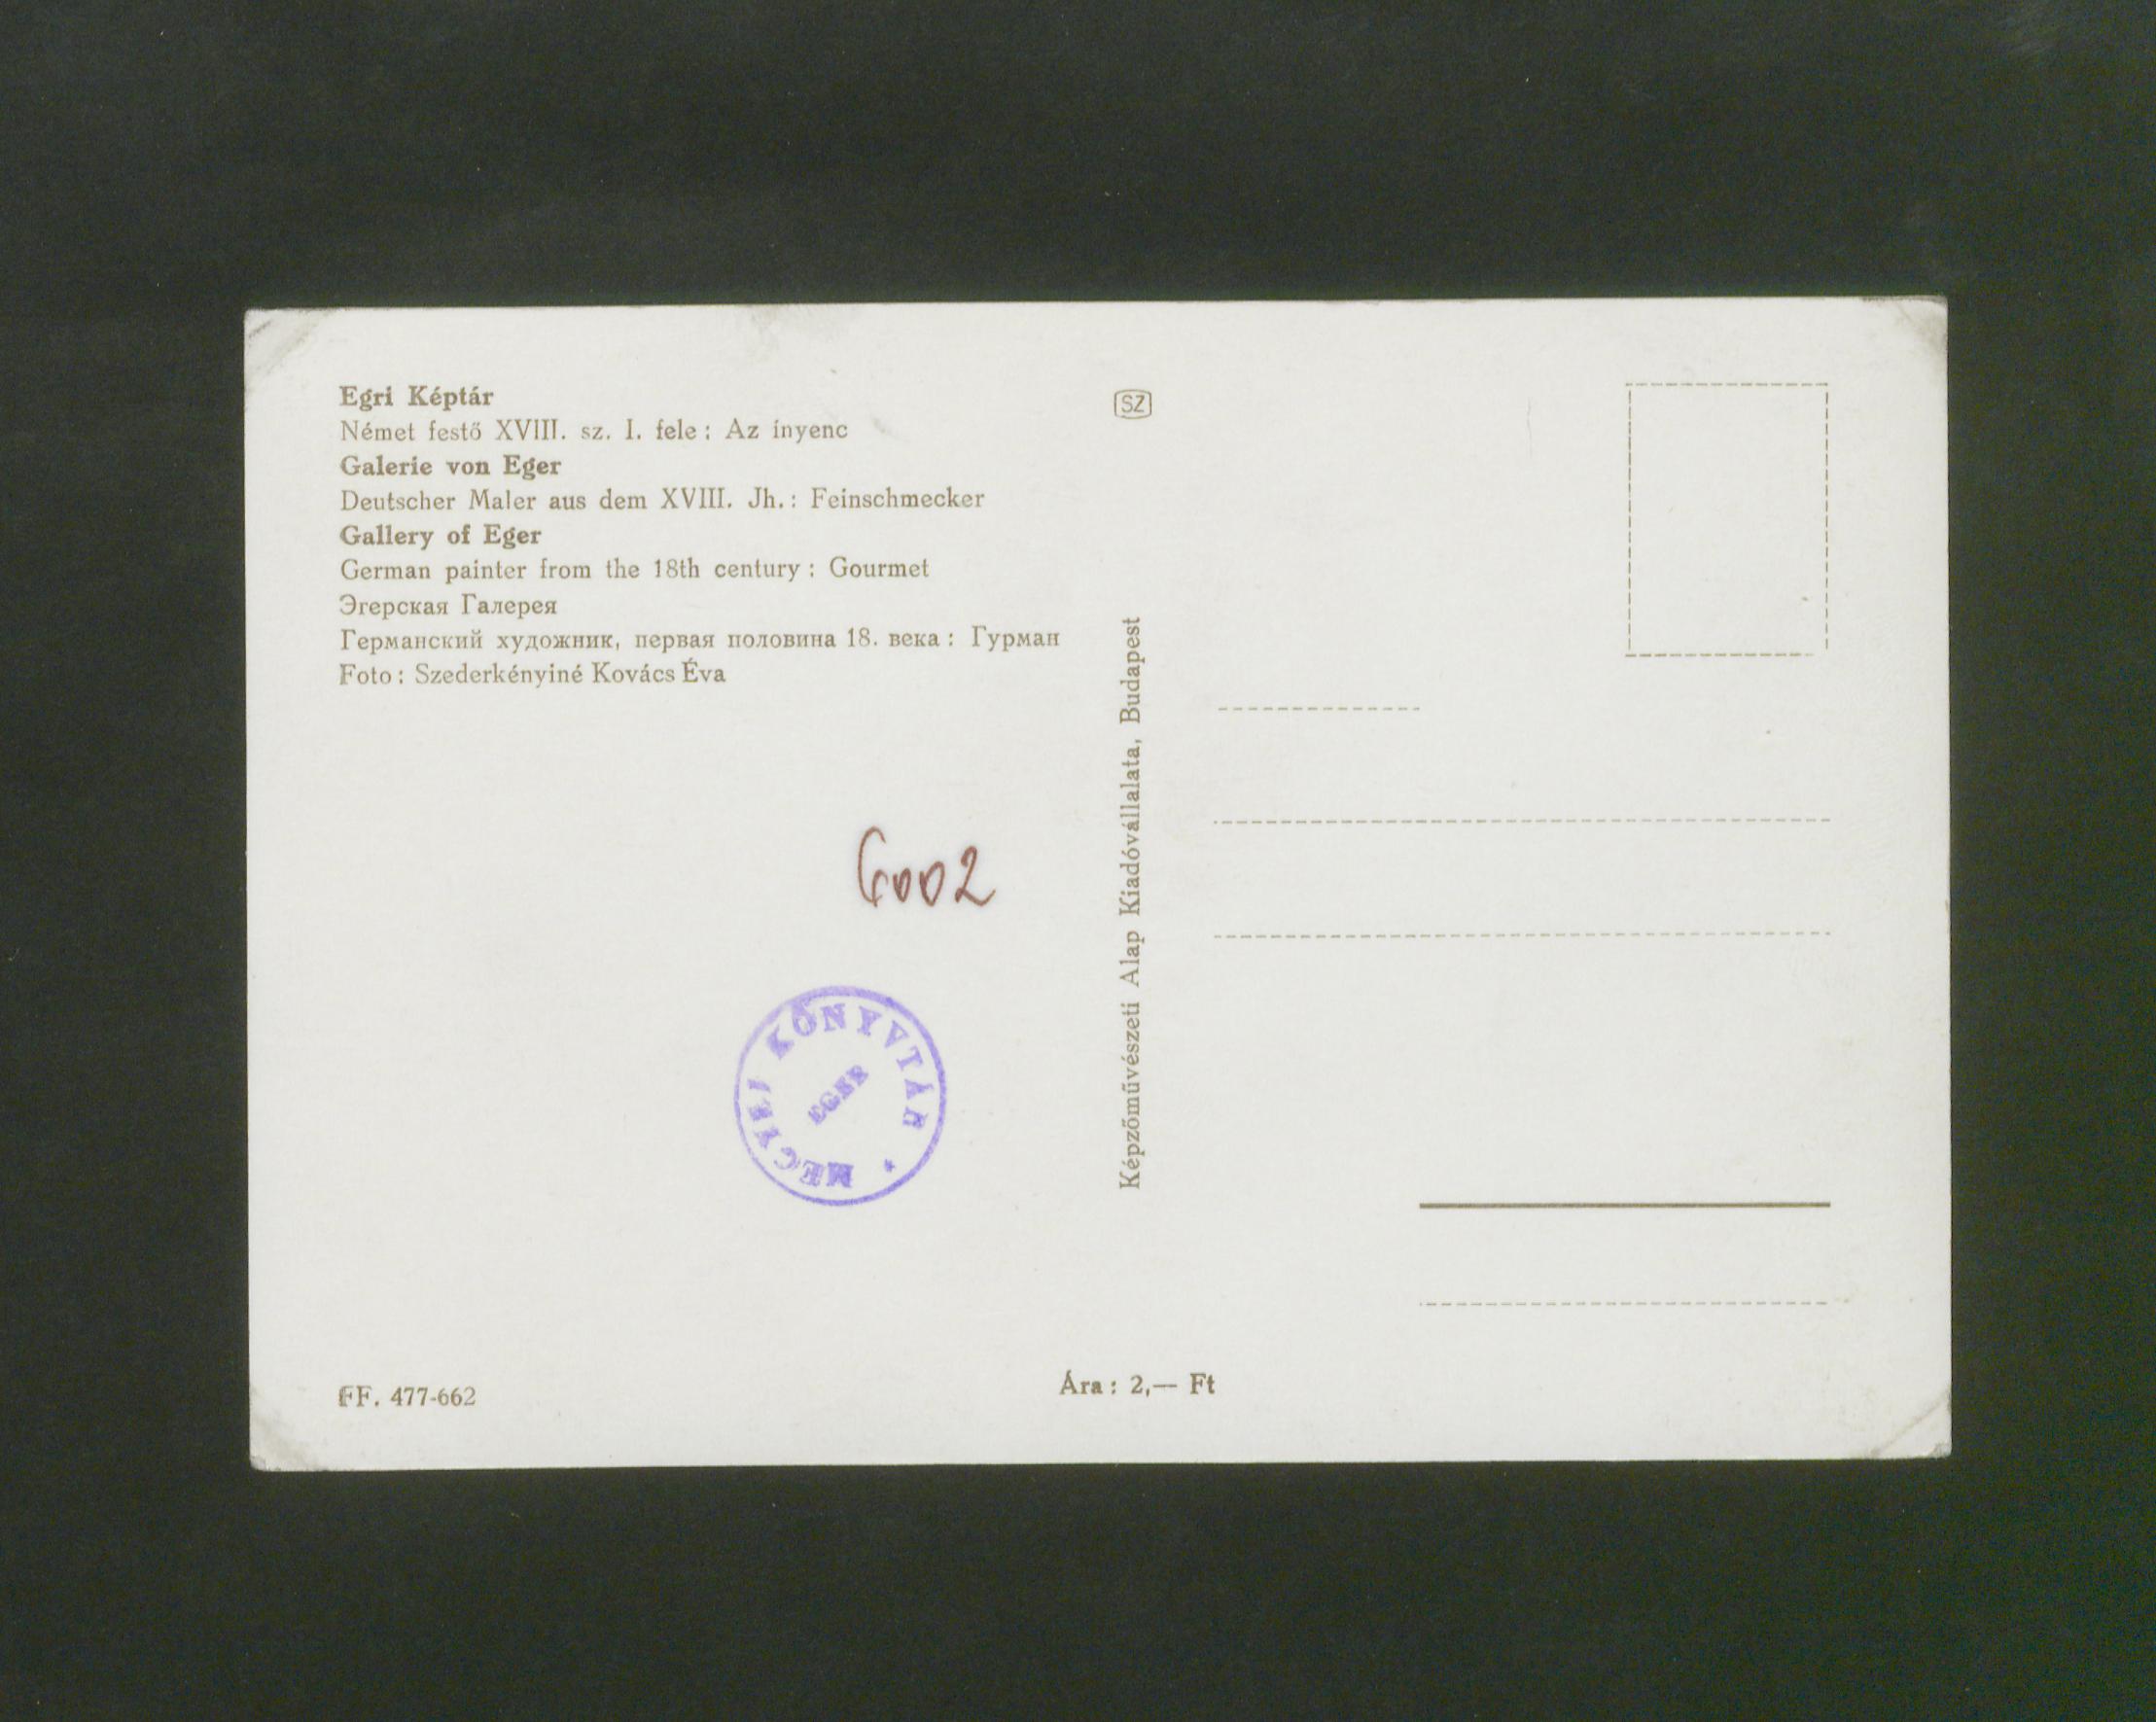 Egri Képtár
Német festő XVIII. sz. I. fele: Az ínyenc
Galerie von Eger
Deutscher Maler aus dem XVIII. Jh.: Feinschmecker
Gallery of Eger
German painter from the 18th century: Gourmet
Эгерская Галерея
Германский художник, первая половина 18. века: Гурман
Foto: Szederkényiné Kovács Éva
SZ
Képzőművészeti Alap Kiadóvállalata, Budapest
6002
MEGYEI KÖNYVTÁR
EGER
FF. 477-662
Ára: 2,— Ft